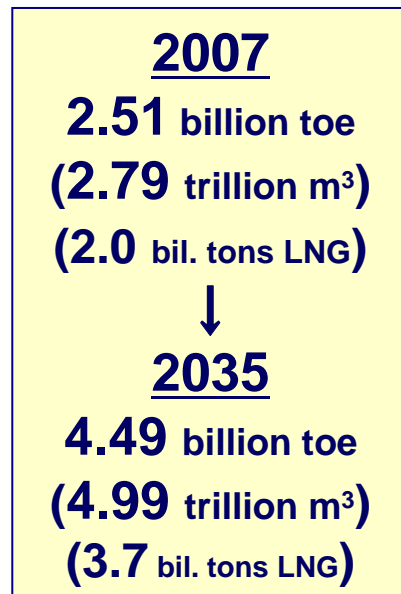 2007
2.51 billion toe
(2.79 trillion m³)
(2.0 bil. tons LNG)
↓
2035
4.49 billion toe
(4.99 trillion m³)
(3.7 bil. tons LNG)